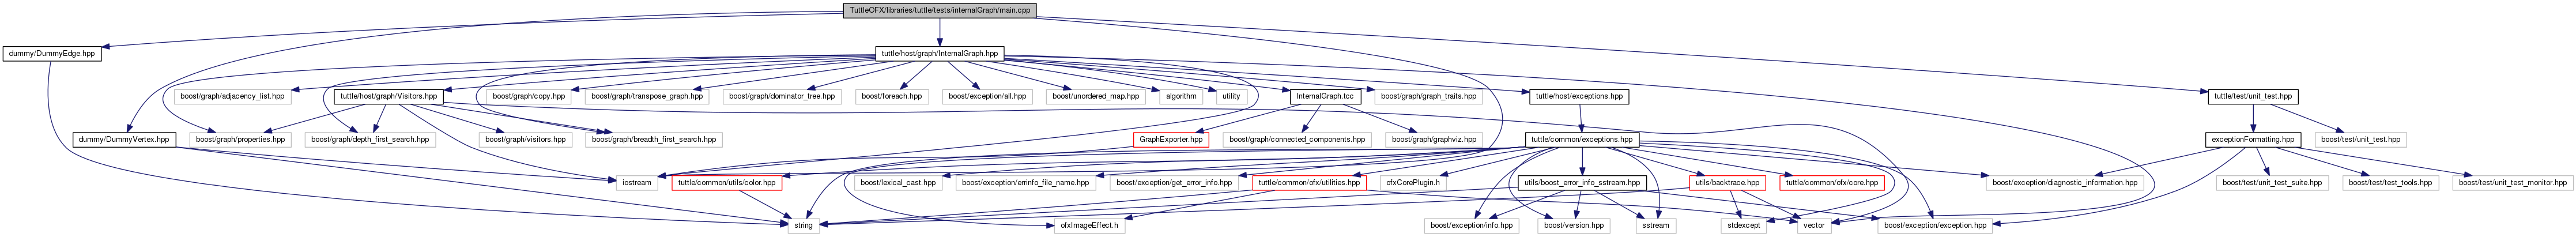 TuttleOFX/libraries/tuttle/tests/internalGraph/main.cpp
dummy/DummyEdge.hpp
tuttle/host/graph/InternalGraph.hpp
boost/graph/adjacency_list.hpp
tuttle/host/graph/Visitors.hpp
boost/graph/copy.hpp
boost/graph/transpose_graph.hpp
boost/graph/dominator_tree.hpp
boost/foreach.hpp
boost/exception/all.hpp
boost/unordered_map.hpp
algorithm
utility
InternalGraph.tcc
boost/graph/graph_traits.hpp
tuttle/host/exceptions.hpp
tuttle/test/unit_test.hpp
dummy/DummyVertex.hpp
boost/graph/properties.hpp
boost/graph/depth_first_search.hpp
boost/graph/visitors.hpp
boost/graph/breadth_first_search.hpp
GraphExporter.hpp
boost/graph/connected_components.hpp
boost/graph/graphviz.hpp
tuttle/common/exceptions.hpp
exceptionFormating.hpp
boost/test/unit_test.hpp
iostream
tuttle/common/utils/color.hpp
boost/lexical_cast.hpp
boost/exception/errinfo_file_name.hpp
boost/exception/get_error_info.hpp
tuttle/common/ofx/utilities.hpp
ofxCorePlugin.h
utils/boost_error_info_sstream.hpp
utils/backtrace.hpp
tuttle/common/ofx/core.hpp
boost/exception/diagnostic_information.hpp
boost/test/unit_test_suite.hpp
boost/test/test_tools.hpp
boost/test/unit_test_monitor.hpp
string
ofxImageEffect.h
boost/exception/info.hpp
boost/version.hpp
sstream
stdexcept
vector
boost/exception/exception.hpp